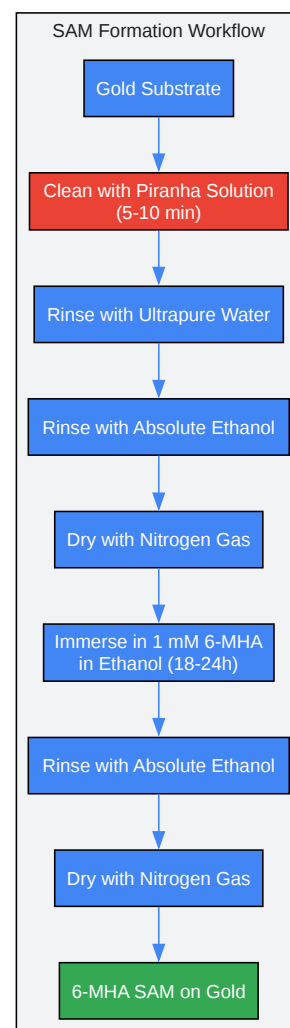 SAM Formation Workflow
Gold Substrate
Clean with Piranha Solution
(5-10 min)
Rinse with Ultrapure Water
Rinse with Absolute Ethanol
Dry with Nitrogen Gas
Immerse in 1 mM 6-MHA
in Ethanol (18-24h)
Rinse with Absolute Ethanol
Dry with Nitrogen Gas
6-MHA SAM on Gold